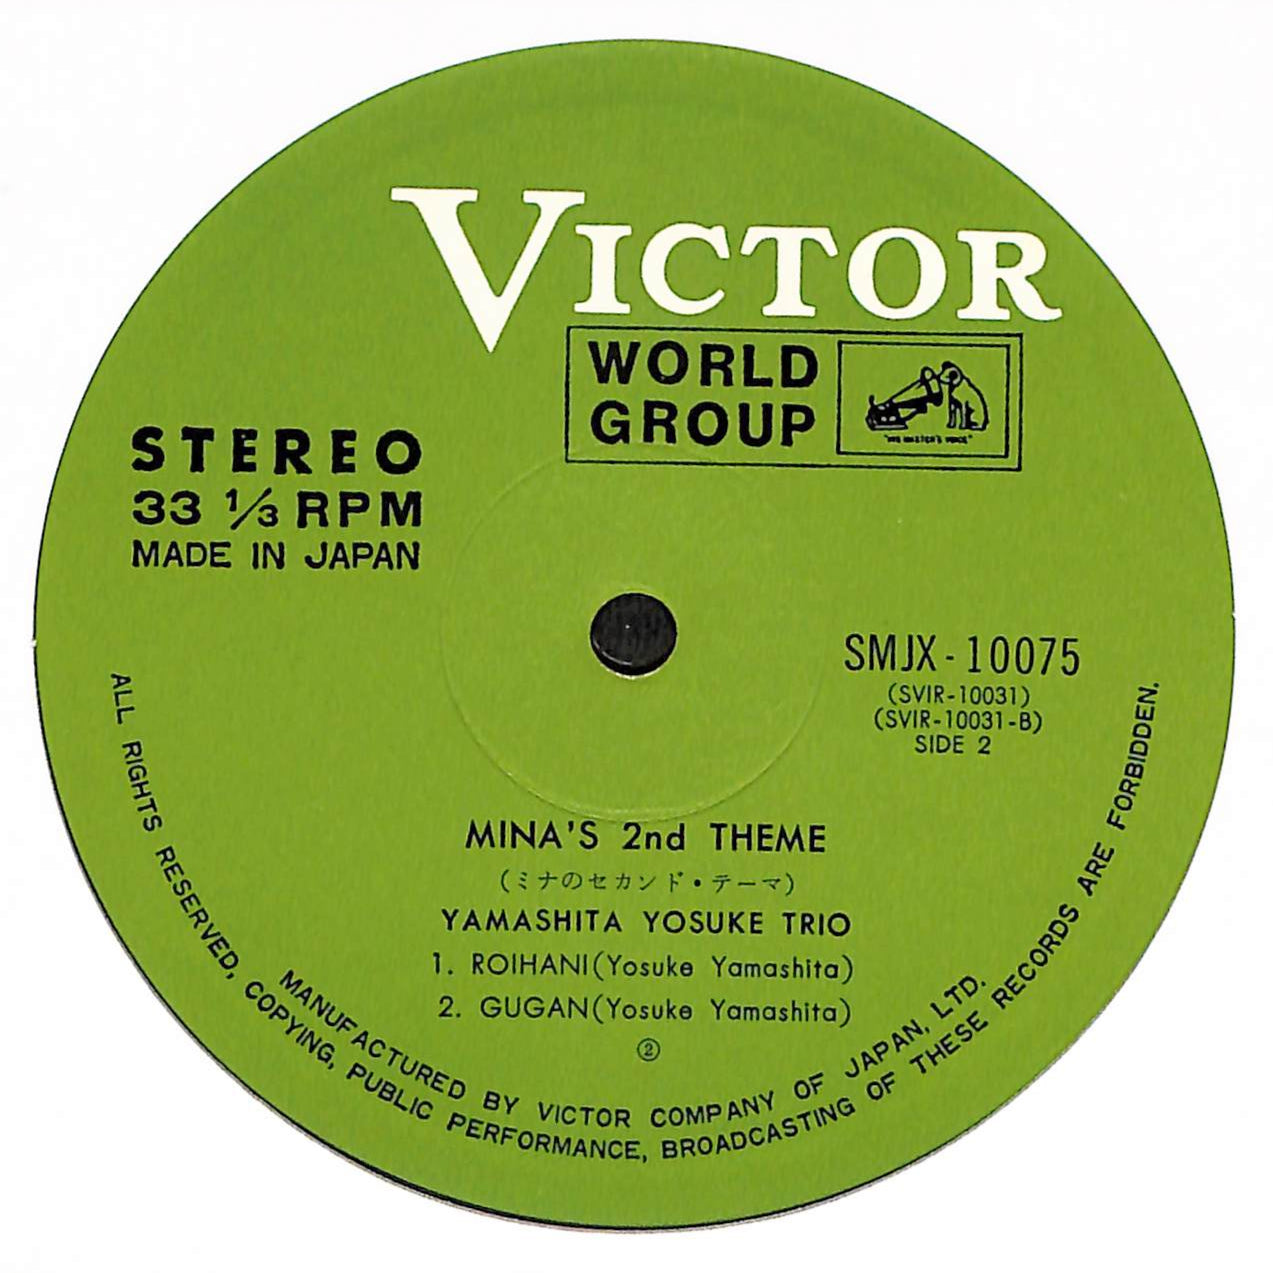 VICTOR
WORLD
GROUP
"HIS MASTER'S VOICE"
STEREO
33 1/3 RPM
MADE IN JAPAN
SMJX-10075
(SVIR-10031)
(SVIR-10031-B)
SIDE 2
MINA'S 2nd THEME
(ミナのセカンド・テーマ)
YAMASHITA YOSUKE TRIO
1. ROIHANI(Yosuke Yamashita)
2. GUGAN(Yosuke Yamashita)
②
MANUFACTURED BY VICTOR COMPANY OF JAPAN, LTD.
ALL RIGHTS RESERVED, COPYING, PUBLIC PERFORMANCE, BROADCASTING OF THESE RECORDS ARE FORBIDDEN.